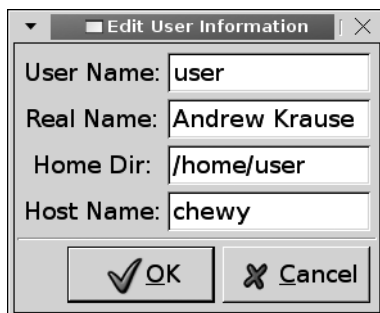 Edit User Information
User Name: user
Real Name: Andrew Krause
Home Dir: /home/user
Host Name: chewy
OK Cancel